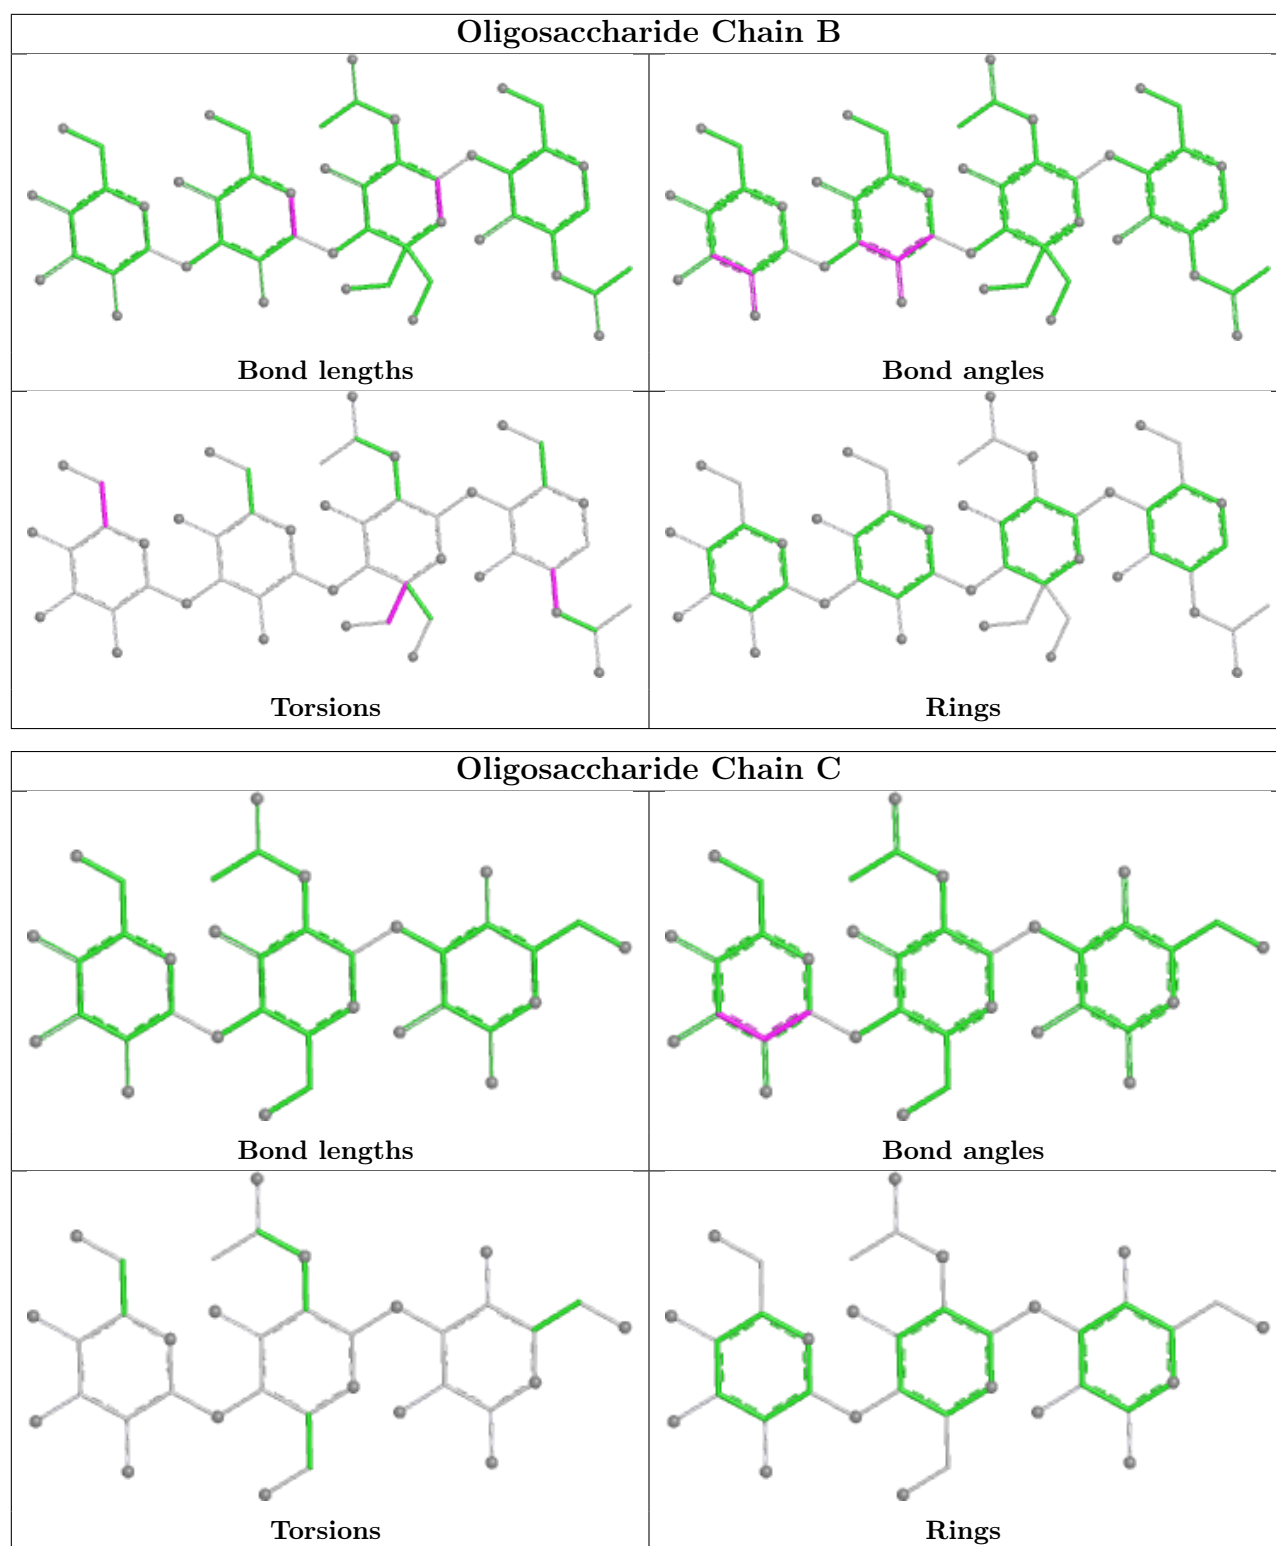 Oligosaccharide Chain B
Bond lengths
Bond angles
Torsions
Rings
Oligosaccharide Chain C
Bond lengths
Bond angles
Torsions
Rings